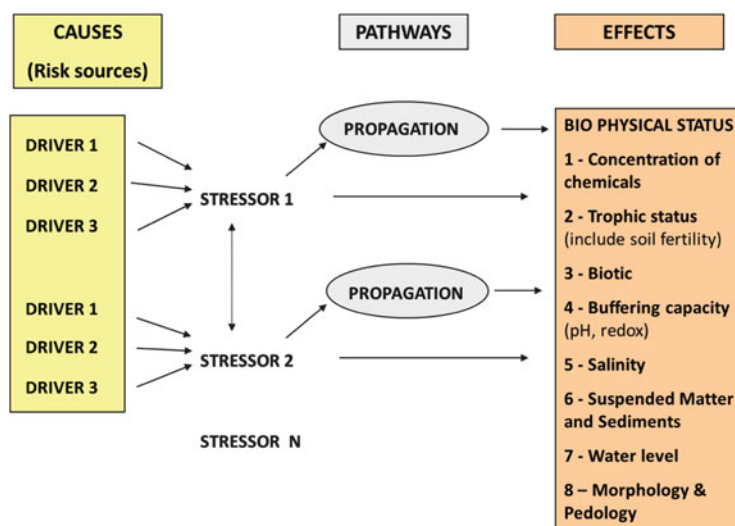 CAUSES
(Risk sources)
PATHWAYS
EFFECTS
DRIVER 1
DRIVER 2
DRIVER 3
STRESSOR 1
PROPAGATION
DRIVER 1
DRIVER 2
DRIVER 3
STRESSOR 2
PROPAGATION
STRESSOR N
BIO PHYSICAL STATUS
1 - Concentration of
chemicals
2 - Trophic status
(include soil fertility)
3 - Biotic
4 - Buffering capacity
(pH, redox)
5 - Salinity
6 - Suspended Matter
and Sediments
7 - Water level
8 – Morphology &
Pedology